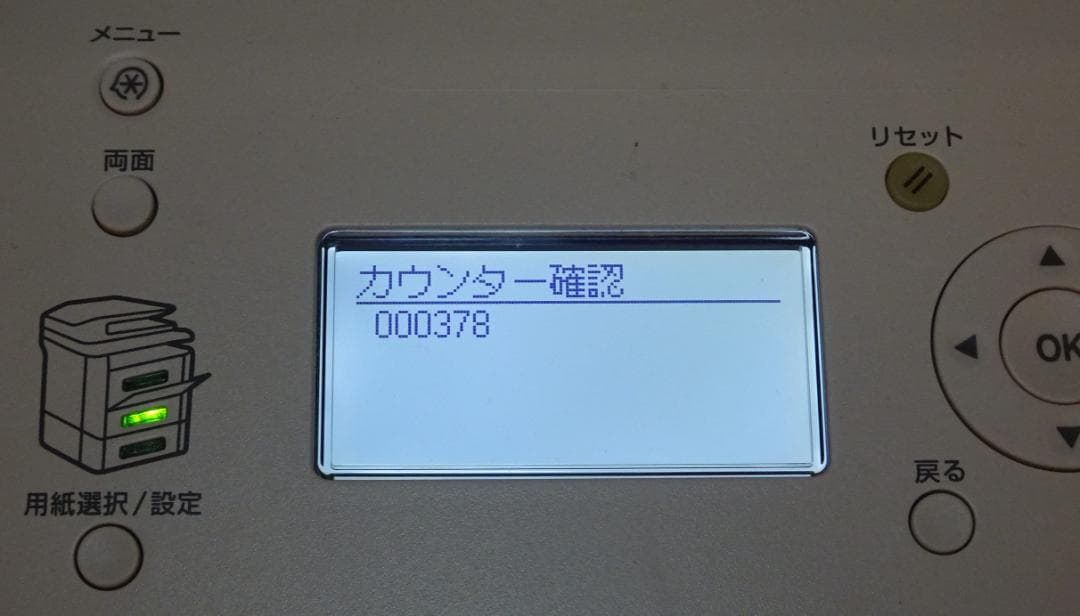 メニュー
両面
リセット
カウンター確認
000378
OK
戻る
用紙選択/設定